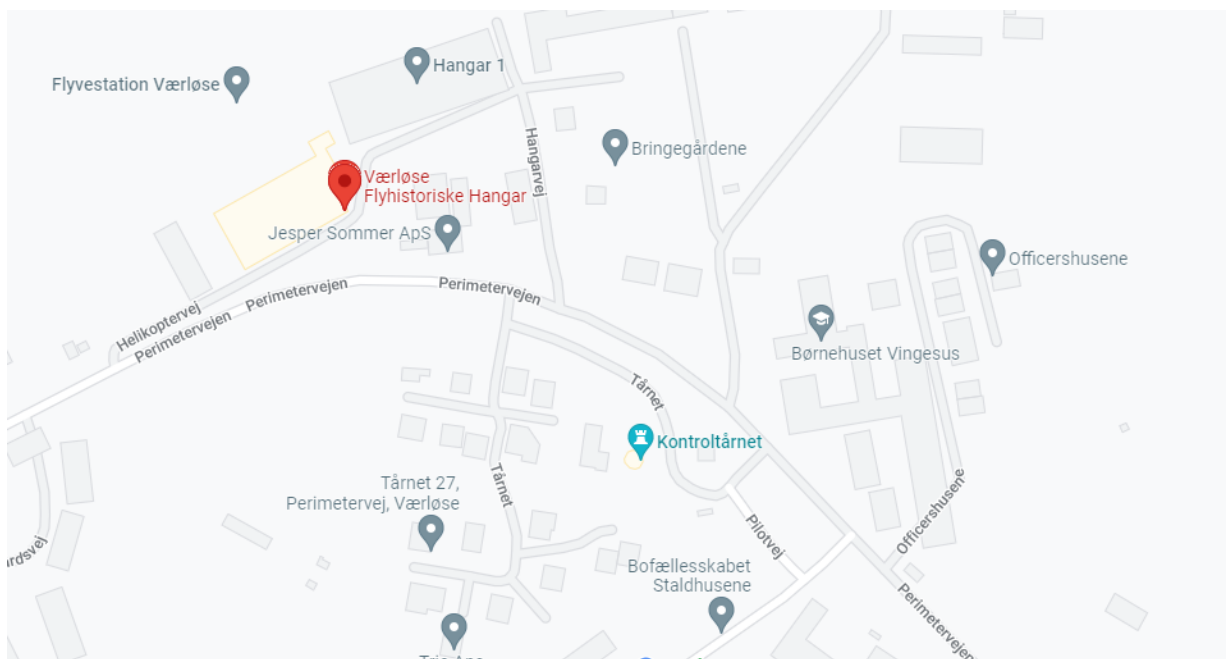 Hangar 1
Flyvestation Værløse
Hangarvej
Bringegårdene
Værløse
Flyhistoriske Hangar
Jesper Sommer ApS
Officershusene
Perimetervejen
Perimetervejen
Helikoptervej
Perimetervejen
Børnehuset Vingesus
Tårnet
Kontroltårnet
Tårnet 27,
Perimetervej, Værløse
Tårnet
Officershusene
Pilotvej
ardsvej
Bofællesskabet
Staldhusene
Perimetervejen